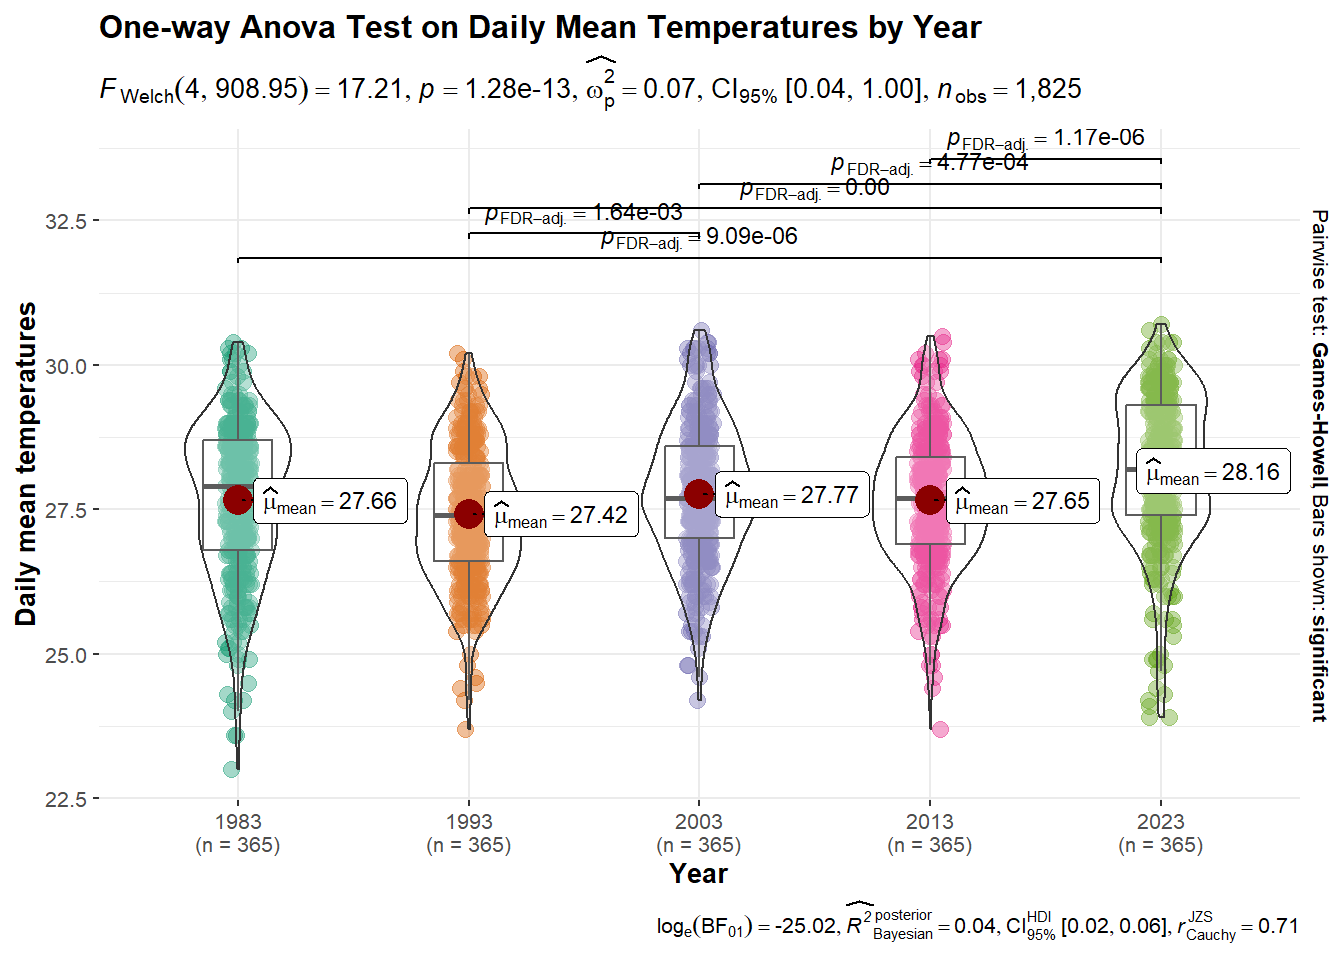 One-way Anova Test on Daily Mean Temperatures by Year
F Welch(4, 908.95) = 17.21, p = 1.28e-13, ω̂²p = 0.07, CI95% [0.04, 1.00], nobs = 1,825
pFDR–adj. = 1.17e-06
pFDR–adj. = 4.77e-04
pFDR–adj. = 0.00
pFDR–adj. = 1.64e-03
pFDR–adj. = 9.09e-06
32.5
30.0
27.5
25.0
22.5
Daily mean temperatures
μ̂mean = 27.66
μ̂mean = 27.42
μ̂mean = 27.77
μ̂mean = 27.65
μ̂mean = 28.16
Pairwise test: Games-Howell, Bars shown: significant
1983
(n = 365)
1993
(n = 365)
2003
(n = 365)
2013
(n = 365)
2023
(n = 365)
Year
loge(BF01) = -25.02, R̂² posterior Bayesian = 0.04, CI HDI 95% [0.02, 0.06], r JZS Cauchy = 0.71